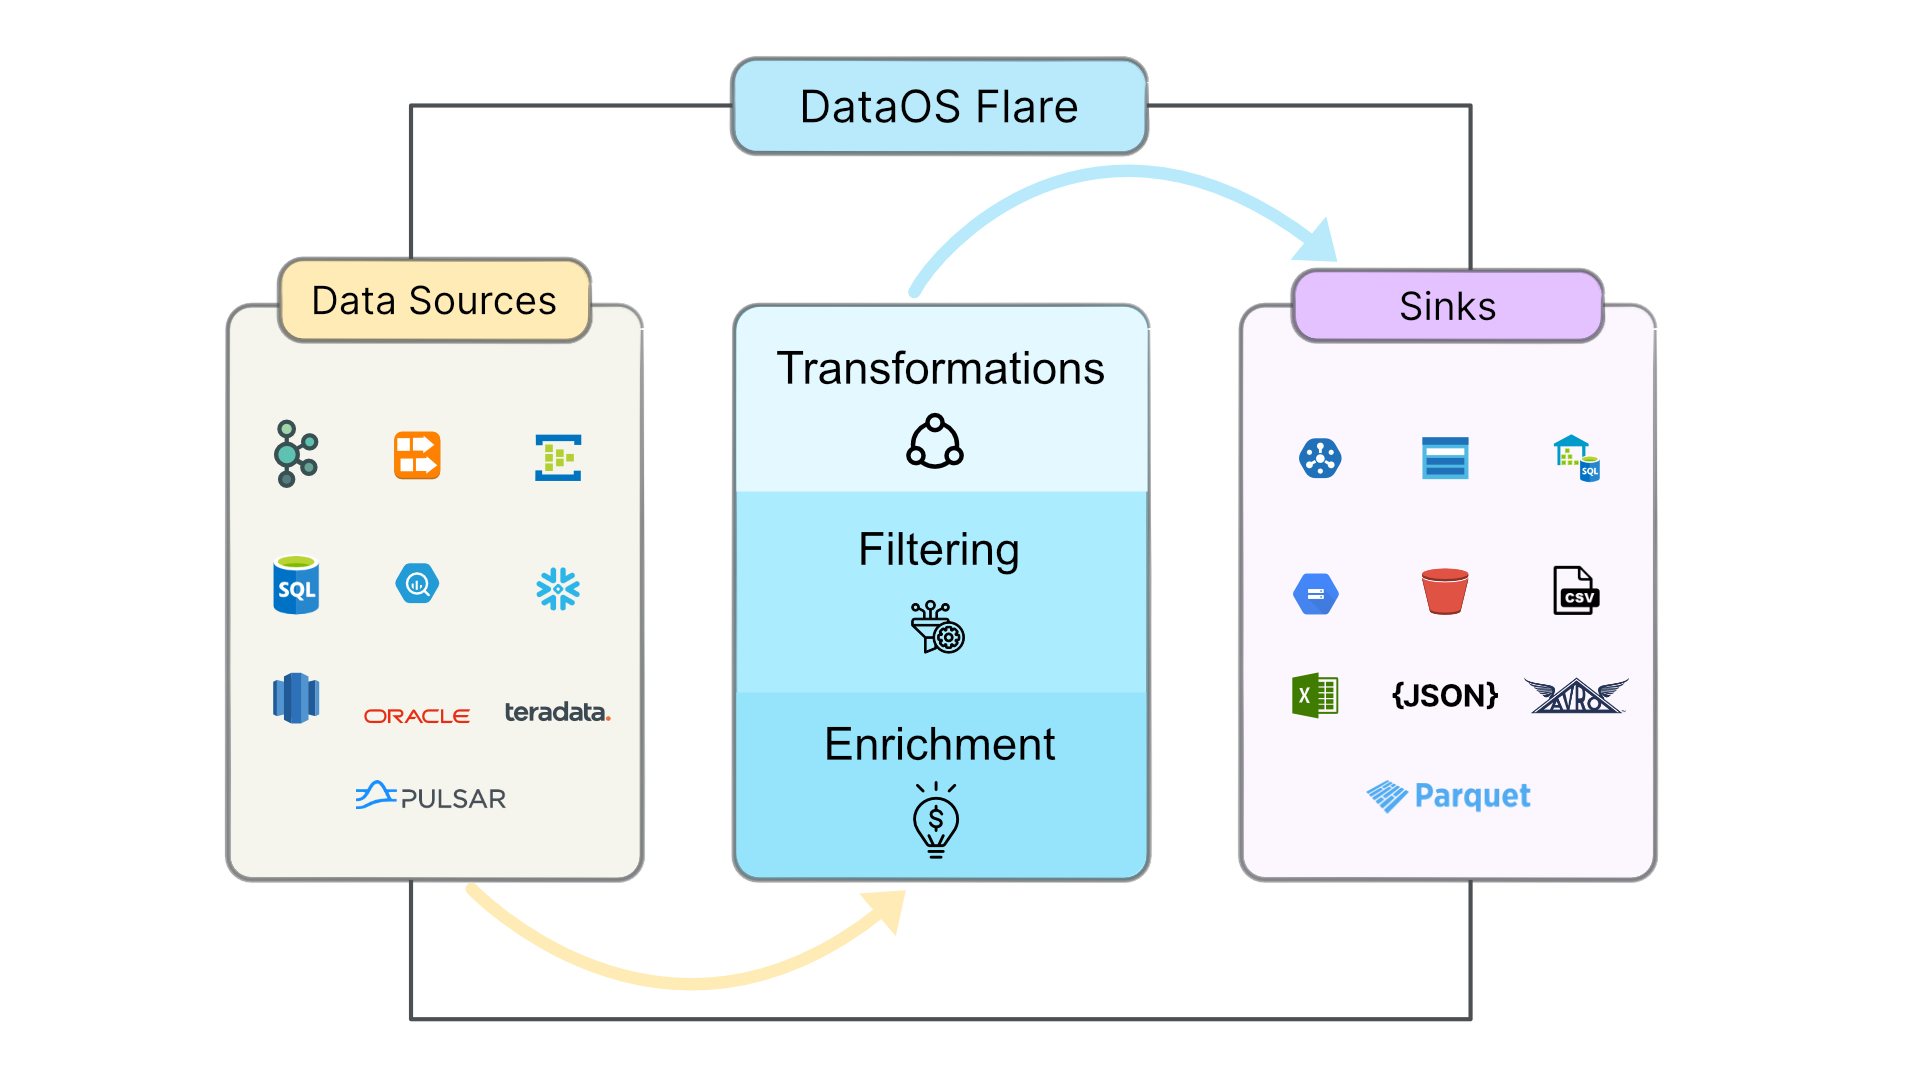 DataOS Flare
Data Sources
SQL
ORACLE
teradata.
PULSAR
Transformations
Filtering
$
Enrichment
Sinks
SQL
CSV
X
{JSON}
AVRO
Parquet